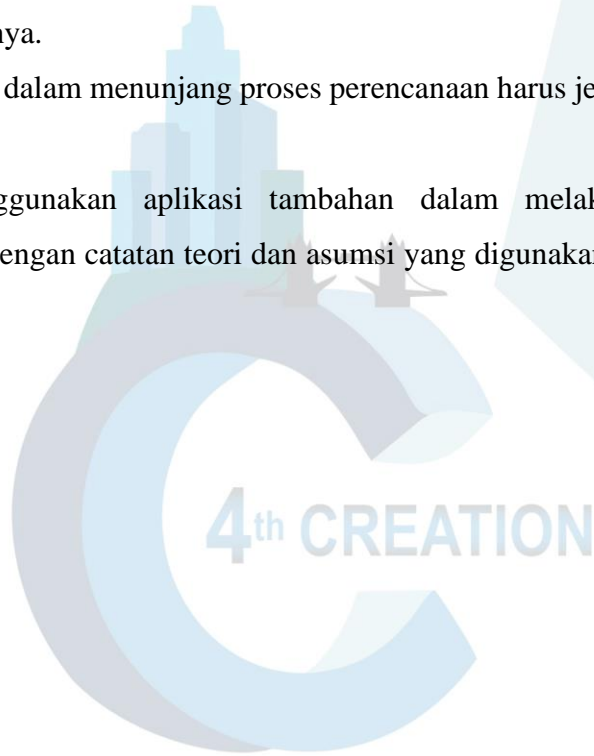 nya.
dalam menunjang proses perencanaan harus je
ggunakan aplikasi tambahan dalam melak
engan catatan teori dan asumsi yang digunakan
4th CREATION